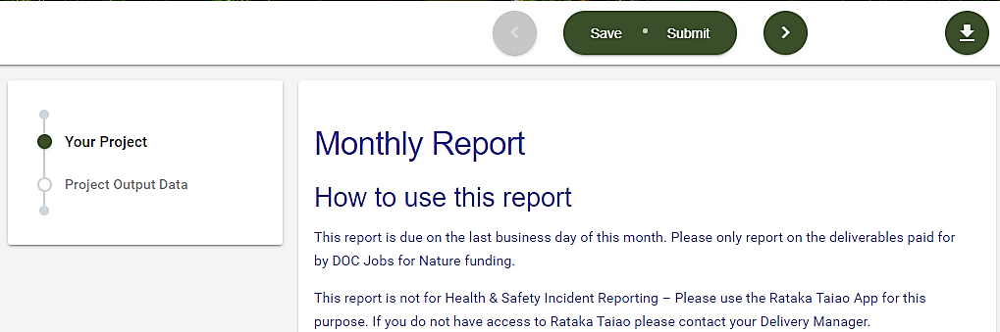 Save • Submit
Your Project
Project Output Data
Monthly Report
How to use this report
This report is due on the last business day of this month. Please only report on the deliverables paid for
by DOC Jobs for Nature funding.
This report is not for Health & Safety Incident Reporting – Please use the Rataka Taiao App for this
purpose. If you do not have access to Rataka Taiao please contact your Delivery Manager.